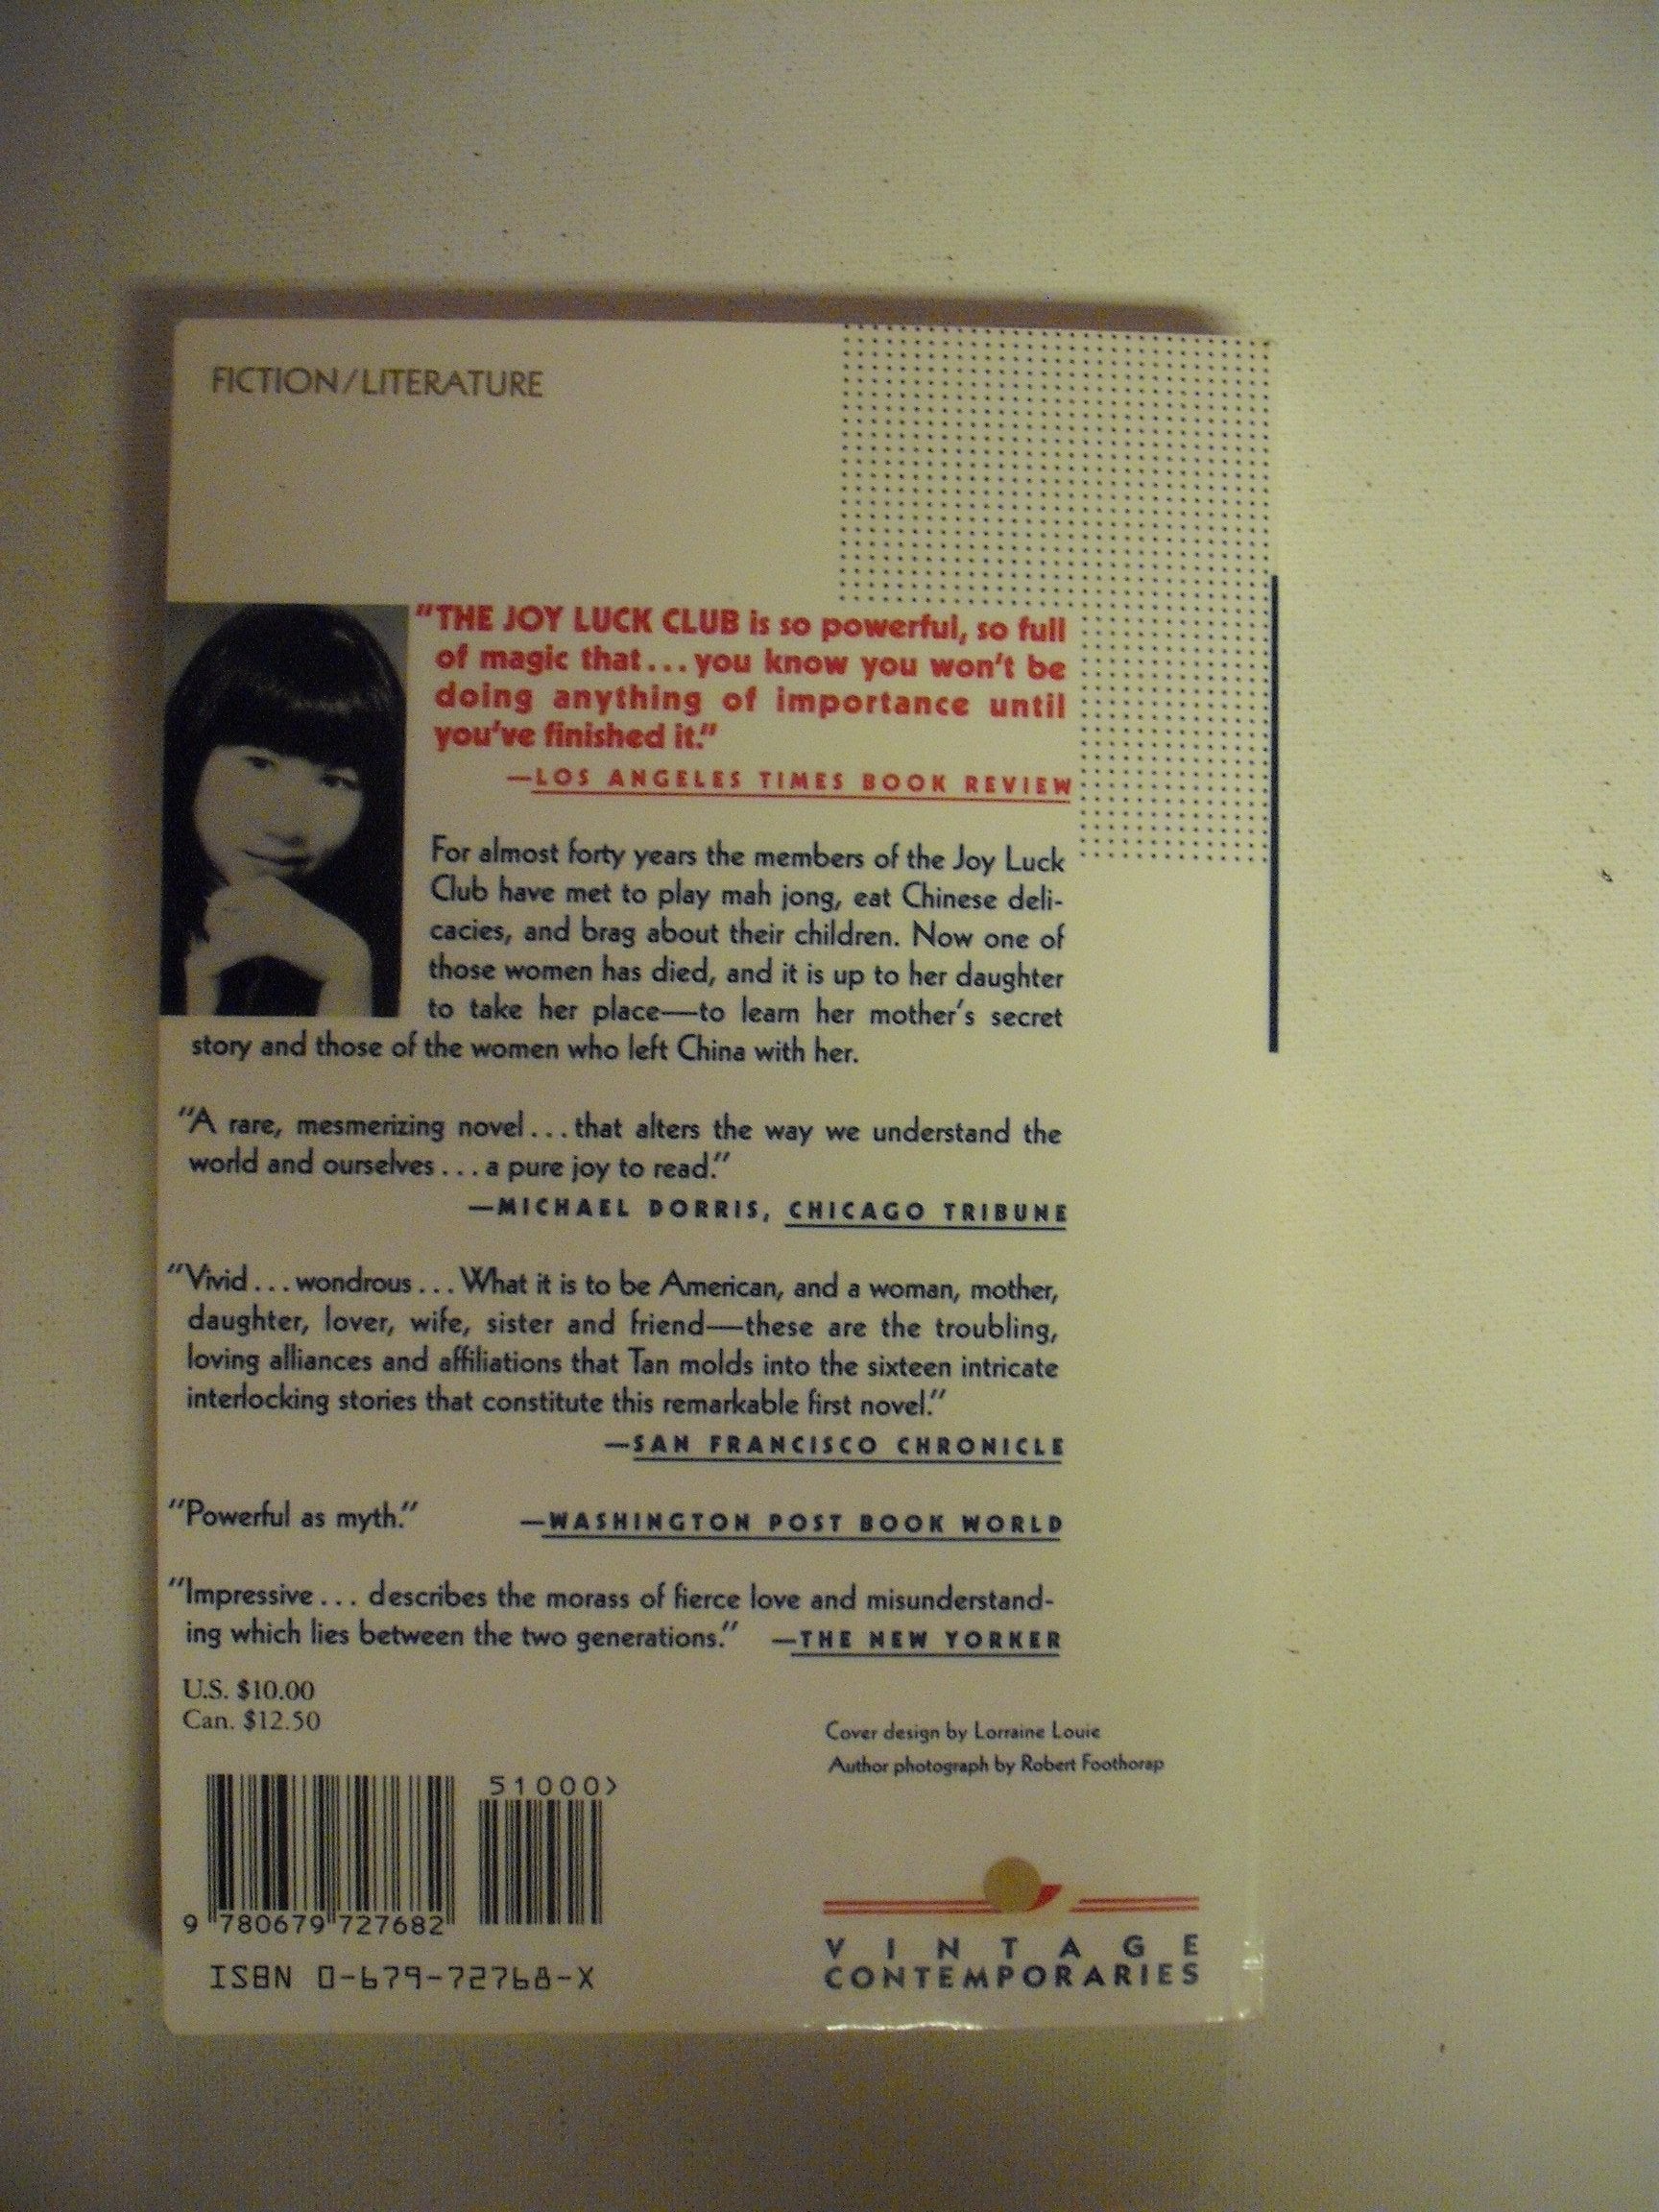 FICTION/LITERATURE
"THE JOY LUCK CLUB is so powerful, so full
of magic that...you know you won't be
doing anything of importance until
you've finished it."
—LOS ANGELES TIMES BOOK REVIEW
For almost forty years the members of the Joy Luck
Club have met to play mah jong, eat Chinese deli-
cacies, and brag about their children. Now one of
those women has died, and it is up to her daughter
to take her place—to learn her mother's secret
story and those of the women who left China with her.
"A rare, mesmerizing novel...that alters the way we understand the
world and ourselves...a pure joy to read."
—MICHAEL DORRIS, CHICAGO TRIBUNE
"Vivid...wondrous...What it is to be American, and a woman, mother,
daughter, lover, wife, sister and friend—these are the troubling,
loving alliances and affiliations that Tan molds into the sixteen intricate
interlocking stories that constitute this remarkable first novel."
—SAN FRANCISCO CHRONICLE
"Powerful as myth." —WASHINGTON POST BOOK WORLD
"Impressive... describes the morass of fierce love and misunderstand-
ing which lies between the two generations." —THE NEW YORKER
U.S. $10.00
Can. $12.50
Cover design by Lorraine Louie
Author photograph by Robert Foothorap
51000>
9 780679 727682
ISBN 0-679-72768-X
VINTAGE
CONTEMPORARIES